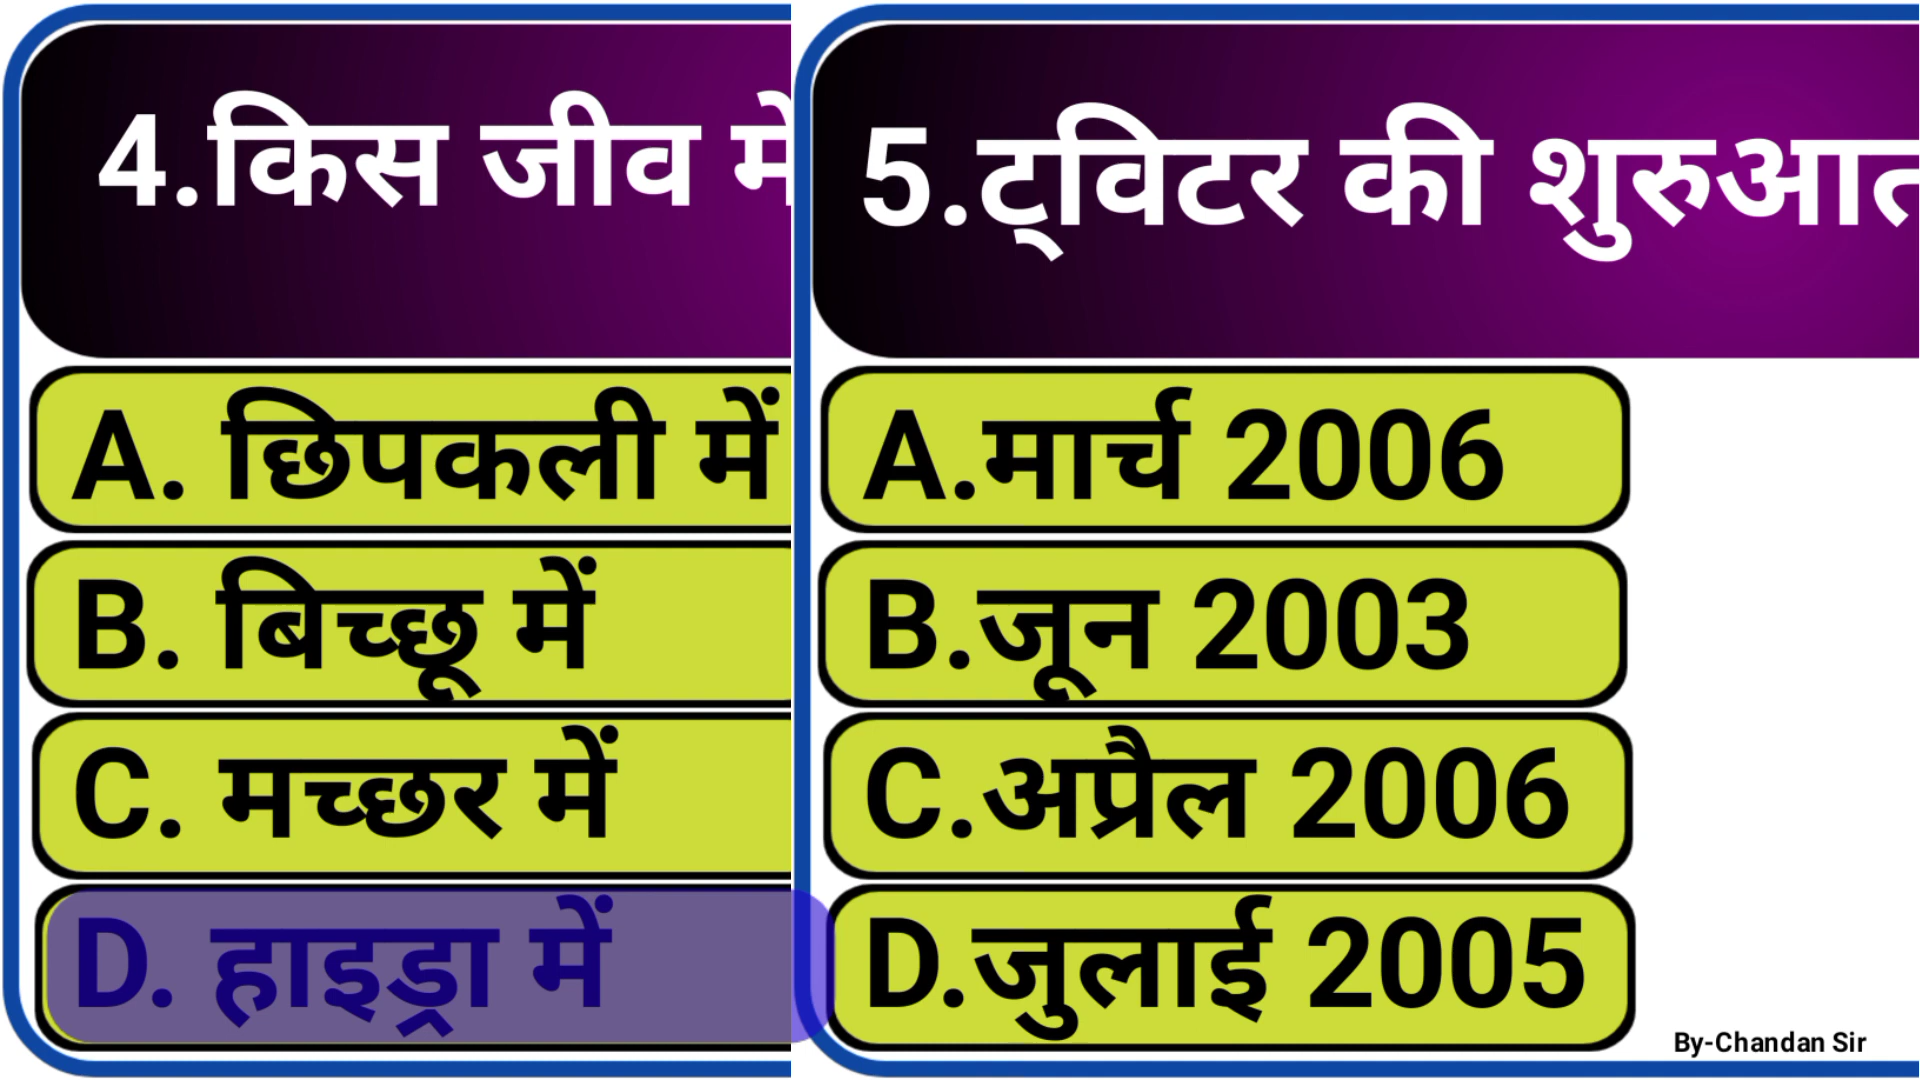 4.किस जीव में
A. छिपकली में
B. बिच्छू में
C. मच्छर में
D. हाइड्रा में
5.ट्विटर की शुरुआत
A.मार्च 2006
B.जून 2003
C.अप्रैल 2006
D.जुलाई 2005
By-Chandan Sir